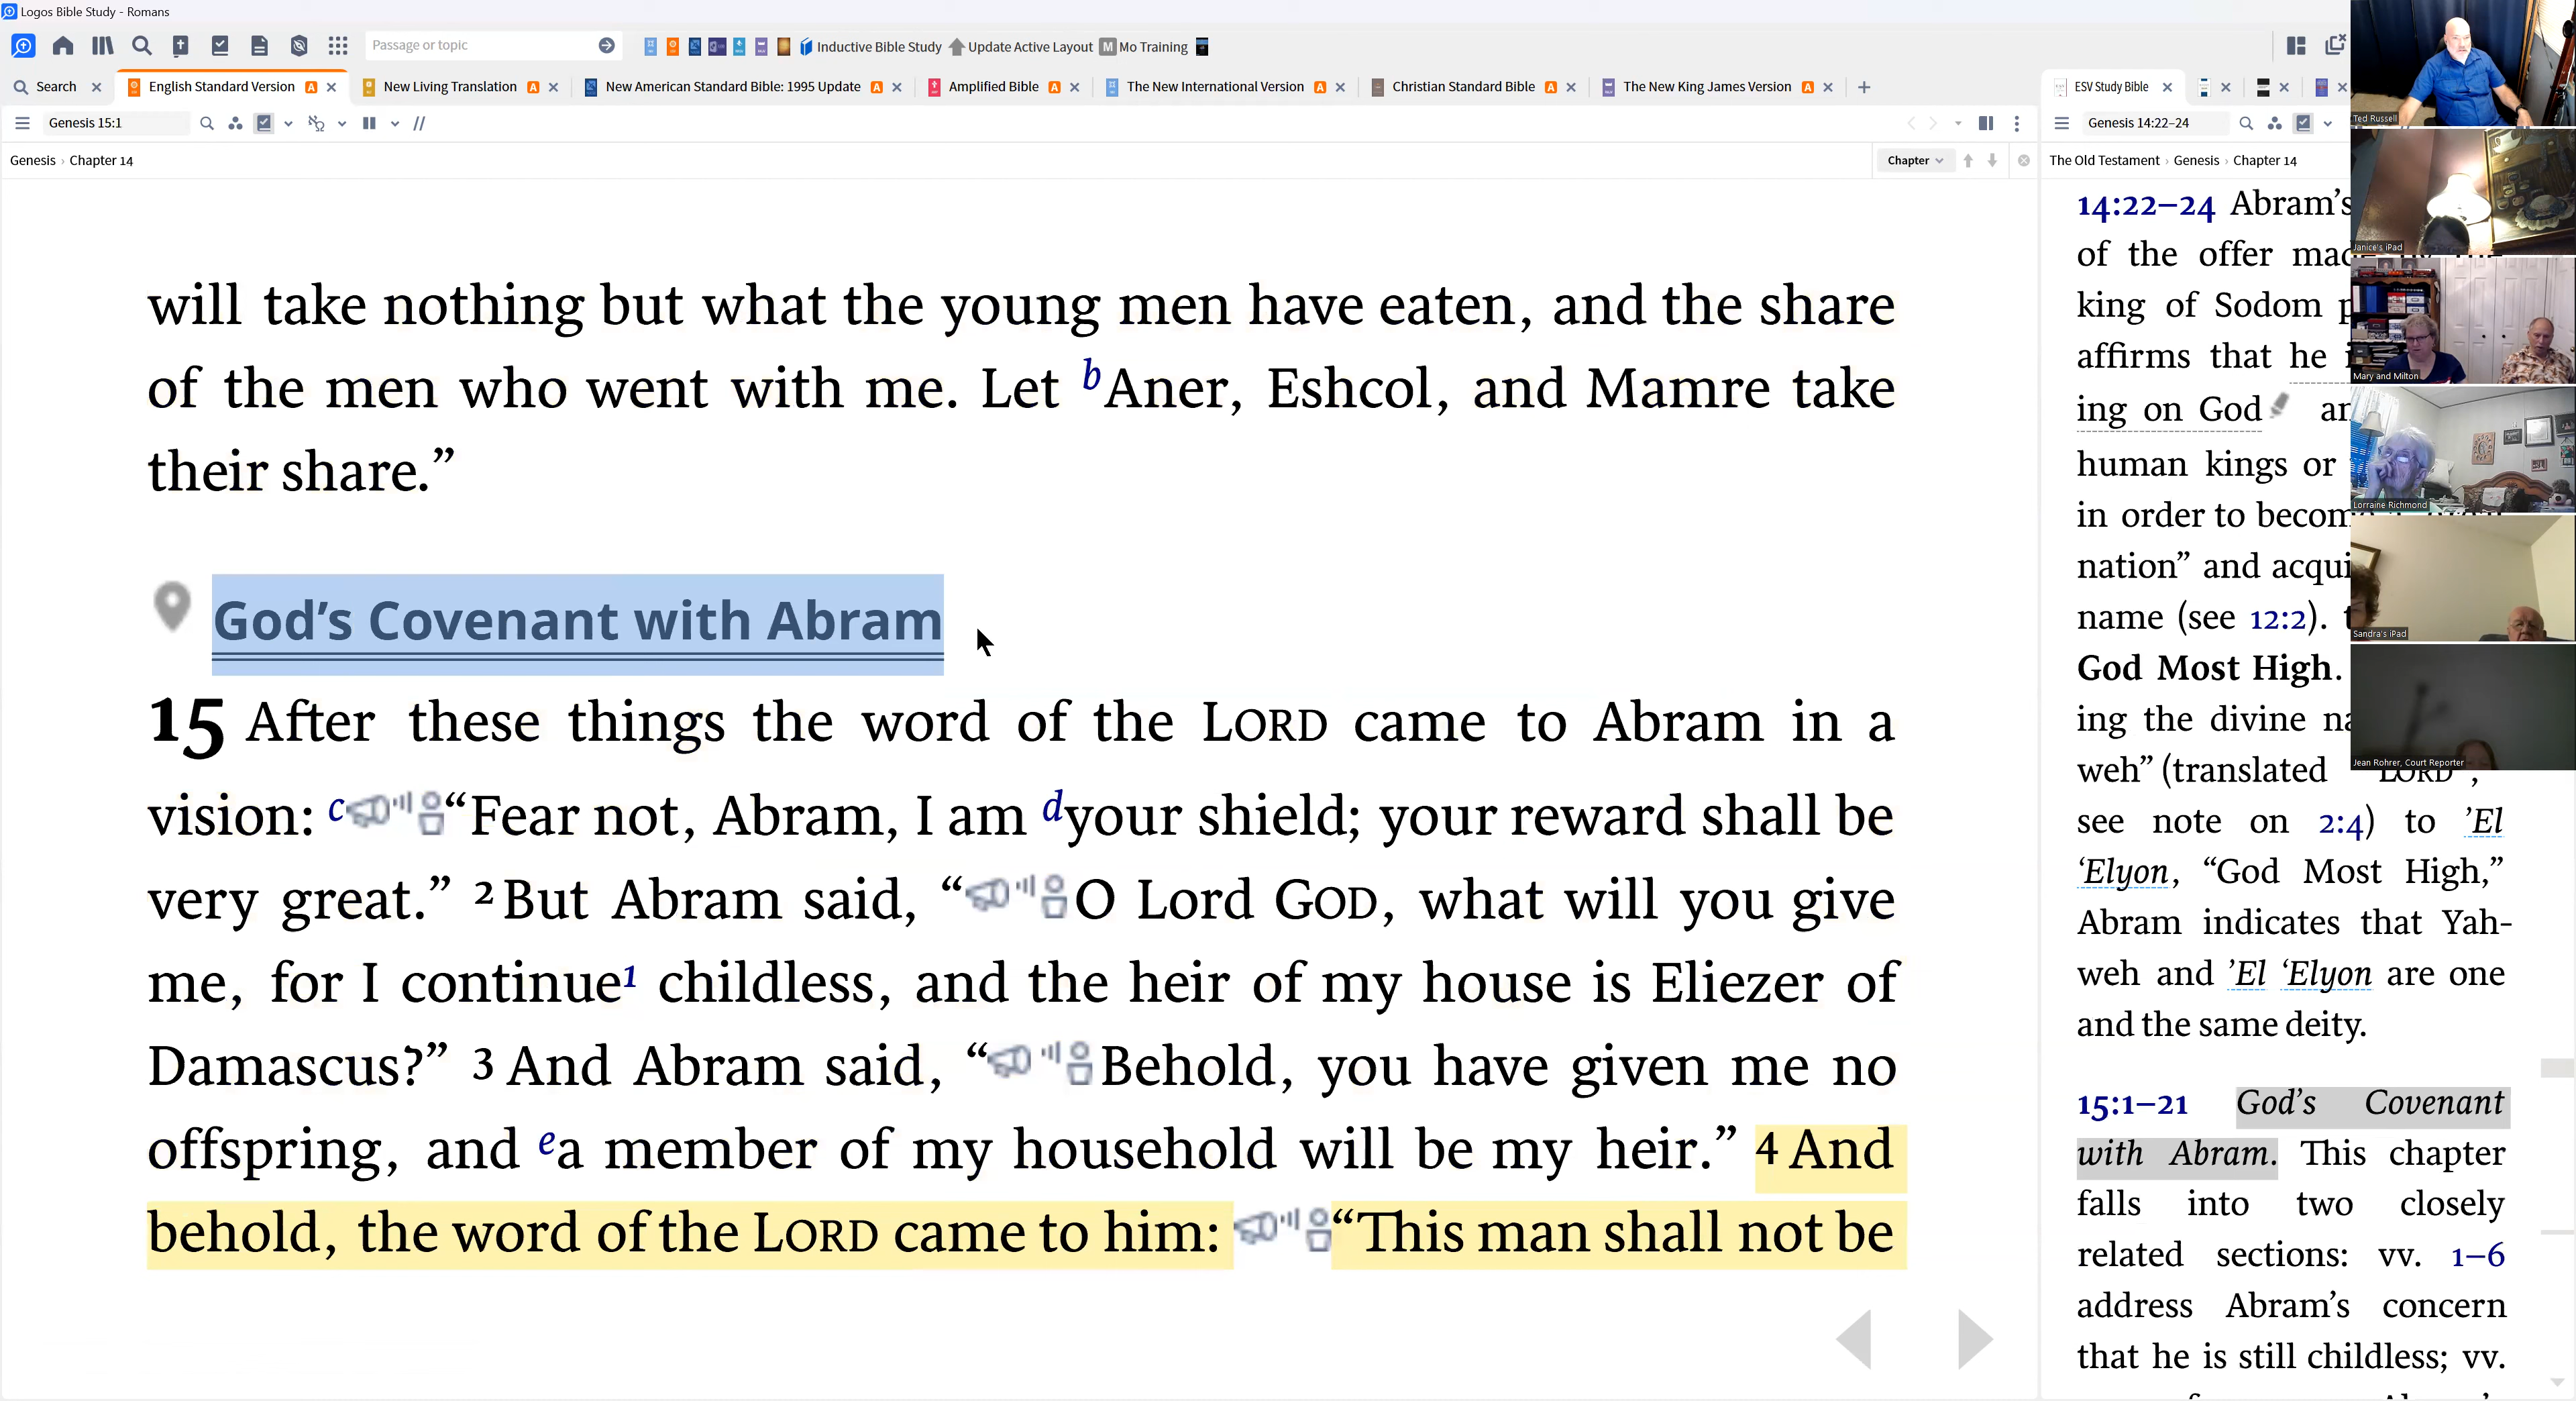 Logos Bible Study - Romans
Passage or topic
Inductive Bible Study Update Active Layout M Mo Training
Search English Standard Version A New Living Translation A New American Standard Bible: 1995 Update A Amplified Bible A The New International Version A Christian Standard Bible A The New King James Version A
Genesis 15:1
Genesis › Chapter 14
Chapter
will take nothing but what the young men have eaten, and the share
of the men who went with me. Let bAner, Eshcol, and Mamre take
their share.”
God’s Covenant with Abram
15 After these things the word of the LORD came to Abram in a
vision: c“Fear not, Abram, I am dyour shield; your reward shall be
very great.” 2 But Abram said, “O Lord GOD, what will you give
me, for I continue1 childless, and the heir of my house is Eliezer of
Damascus?” 3 And Abram said, “Behold, you have given me no
offspring, and ea member of my household will be my heir.” 4 And
behold, the word of the LORD came to him: “This man shall not be
ESV Study Bible
Genesis 14:22–24
The Old Testament › Genesis › Chapter 14
14:22–24 Abram’s
of the offer
king of Sodom
affirms that he
ing on God
human kings or
in order to
nation” and
name (see 12:2).
God Most High.
ing the divine
weh” (translated LORD”,
see note on 2:4) to ’El
‘Elyon, “God Most High,”
Abram indicates that Yah-
weh and ’El ‘Elyon are one
and the same deity.
15:1–21 God’s Covenant
with Abram. This chapter
falls into two closely
related sections: vv. 1–6
address Abram’s concern
that he is still childless; vv.
Ted Russell
Janice's iPad
Mary and Milton
Lorraine Richmond
Sandra's iPad
Jean Rohrer, Court Reporter